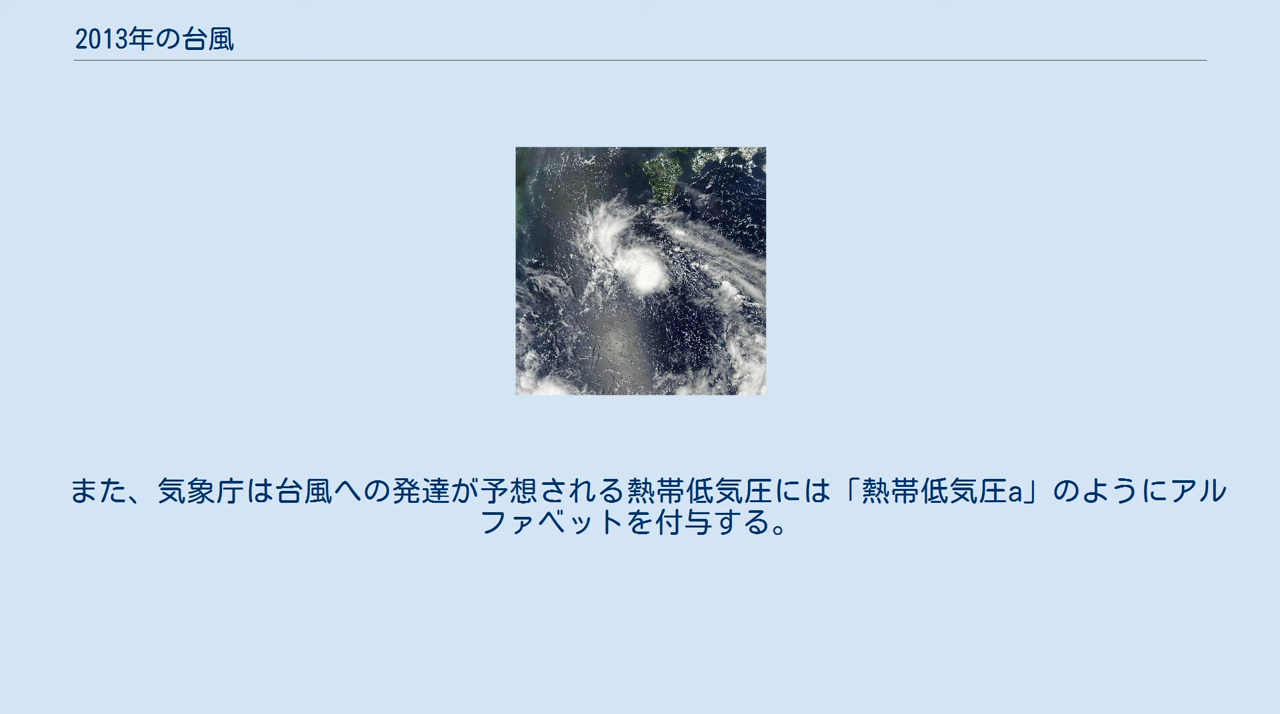 2013年の台風
また、気象庁は台風への発達が予想される熱帯低気圧には「熱帯低気圧a」のようにアル
ファベットを付与する。